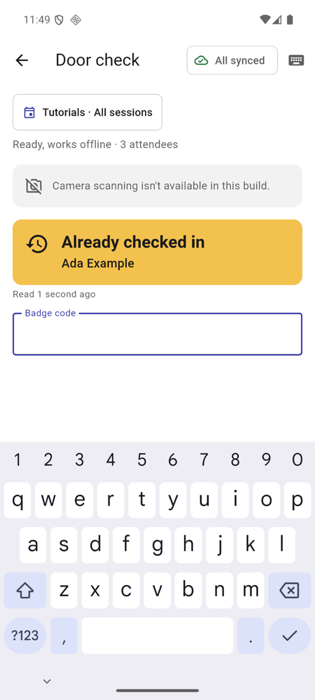 11:49
Door check
All synced
Tutorials · All sessions
Ready, works offline · 3 attendees
Camera scanning isn't available in this build.
Already checked in
Ada Example
Read 1 second ago
Badge code
1 2 3 4 5 6 7 8 9 0
q w e r t y u i o p
a s d f g h j k l
z x c v b n m
?123 , .